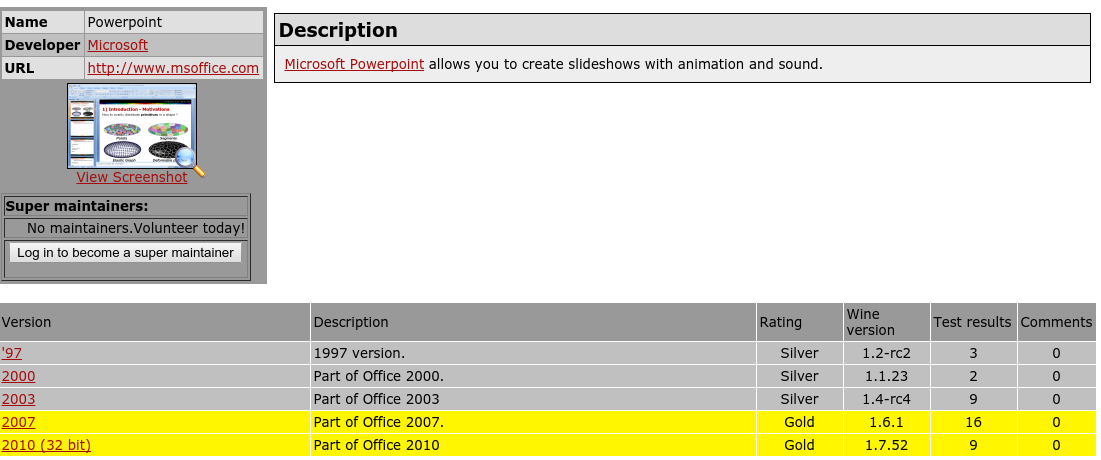 Name Powerpoint
Developer Microsoft
URL http://www.msoffice.com
1) Introduction - Motivations
View Screenshot
Super maintainers:
No maintainers.Volunteer today!
Log in to become a super maintainer
Description
Microsoft Powerpoint allows you to create slideshows with animation and sound.
Version Description Rating Wine version Test results Comments
'97 1997 version. Silver 1.2-rc2 3 0
2000 Part of Office 2000. Silver 1.1.23 2 0
2003 Part of Office 2003 Silver 1.4-rc4 9 0
2007 Part of Office 2007. Gold 1.6.1 16 0
2010 (32 bit) Part of Office 2010 Gold 1.7.52 9 0